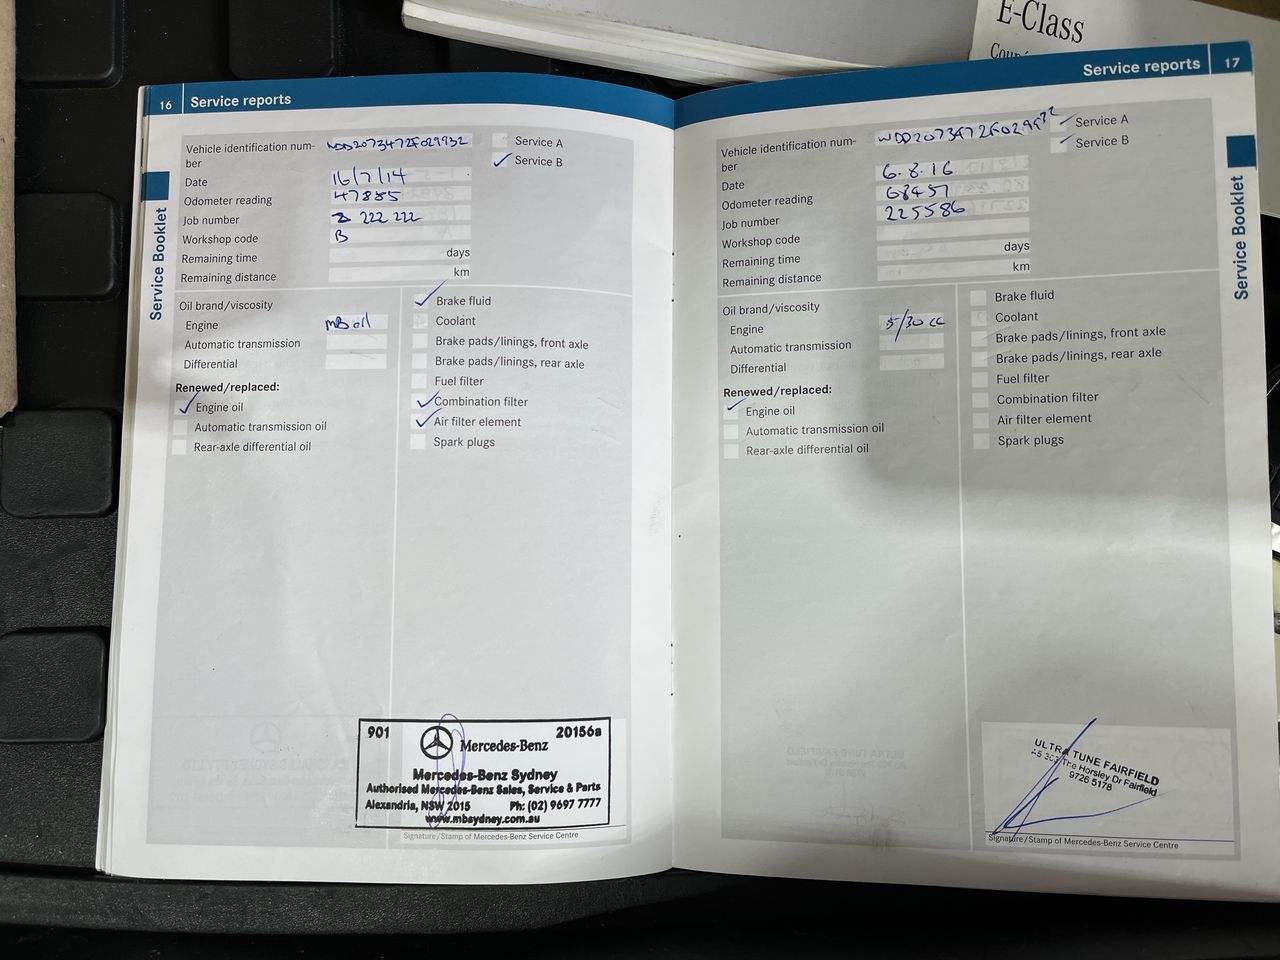 E-Class
16 Service reports
Vehicle identification num-
ber WDD2073472F029932
Service A
Service B
Date 16/7/14
Odometer reading 47885
Job number 222 222
Workshop code B
Remaining time days
Remaining distance km
Service Booklet
Oil brand/viscosity
Engine MB oil
Automatic transmission
Differential
Renewed/replaced:
Engine oil
Automatic transmission oil
Rear-axle differential oil
Brake fluid
Coolant
Brake pads/linings, front axle
Brake pads/linings, rear axle
Fuel filter
Combination filter
Air filter element
Spark plugs
901 20156a
Mercedes-Benz
Mercedes-Benz Sydney
Authorised Mercedes-Benz Sales, Service & Parts
Alexandria, NSW 2015 Ph: (02) 9697 7777
www.mbsydney.com.au
Signature/Stamp of Mercedes-Benz Service Centre
Service reports 17
Vehicle identification num-
ber WDD2073472F029932
Service A
Service B
Date 6.8.16
Odometer reading 68457
Job number 225586
Workshop code
Remaining time days
Remaining distance km
Service Booklet
Oil brand/viscosity
Engine 5/30
Automatic transmission
Differential
Renewed/replaced:
Engine oil
Automatic transmission oil
Rear-axle differential oil
Brake fluid
Coolant
Brake pads/linings, front axle
Brake pads/linings, rear axle
Fuel filter
Combination filter
Air filter element
Spark plugs
ULTRA TUNE FAIRFIELD
The Horsley Dr Fairfield
9726 5178
Signature/Stamp of Mercedes-Benz Service Centre